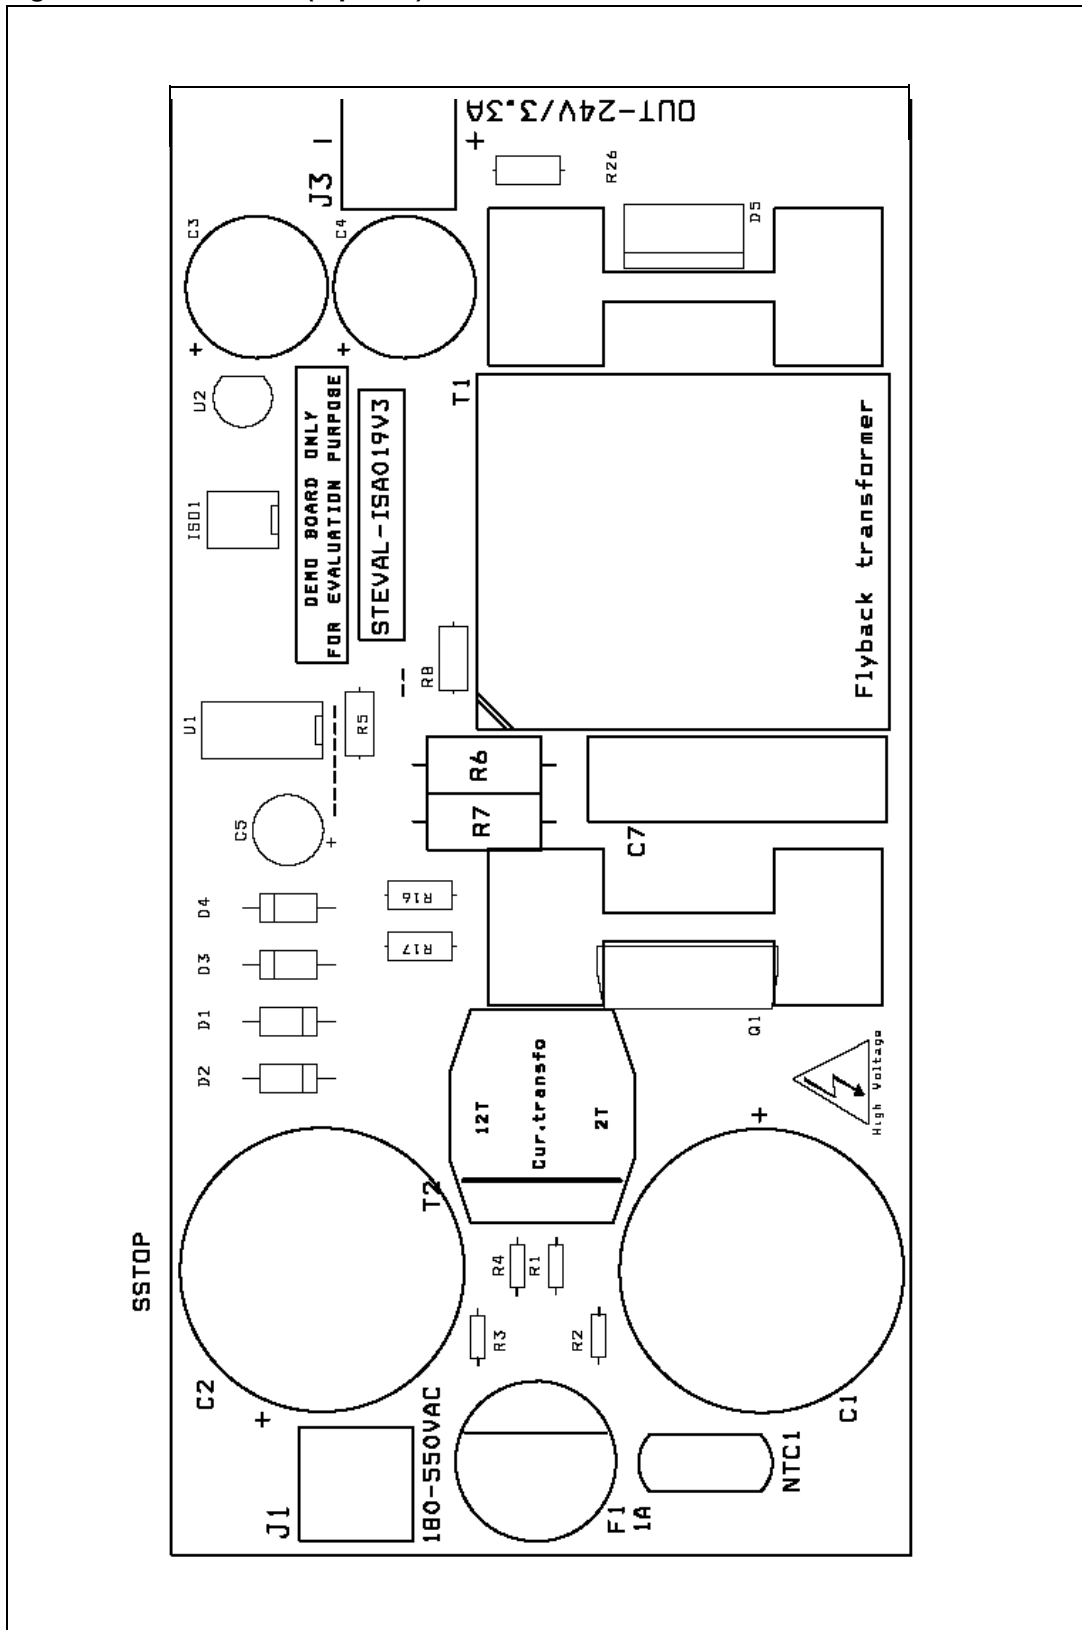 OUT-24V/3.3A
-
+
J3
R26
C3
C4
D5
+
+
U2
T1
DEMO BOARD ONLY
FOR EVALUATION PURPOSE
STEVAL-ISA019V3
Flyback transformer
ISO1
R8
U1
R5
R6
R7
C5
+
C7
D4
R16
D3
R17
D1
Q1
D2
12T
Cur.transfo
2T
High Voltage
+
T2
SSTOP
R4
R1
R3
R2
C2
+
C1
J1
180-550VAC
F1
1A
NTC1